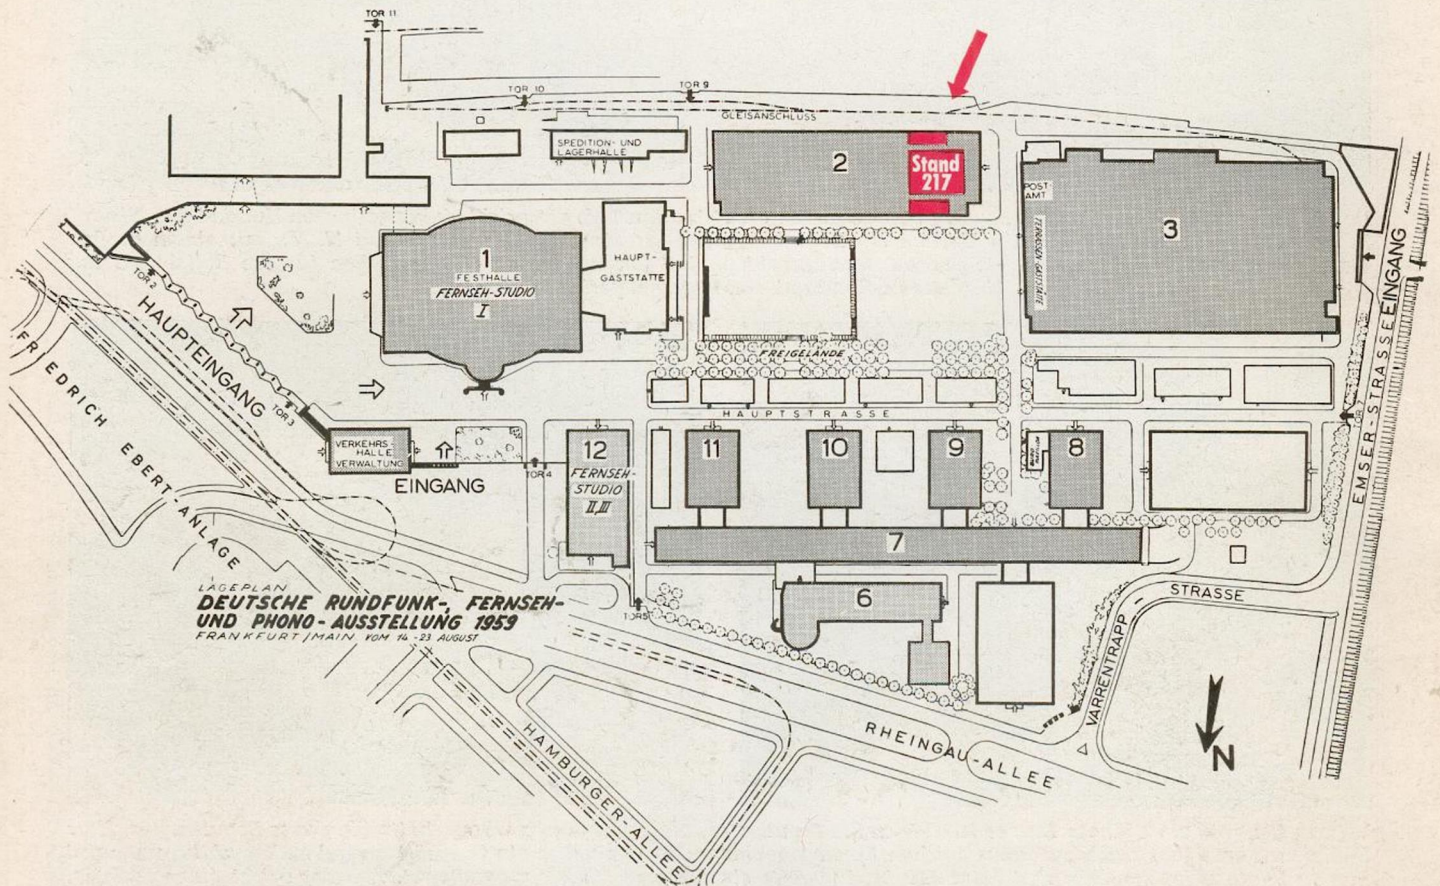 TOR 11
TOR 10
TOR 9
GLEISANSCHLUSS
SPEDITION- UND
LAGERHALLE
2
Stand
217
3
POST
AMT
TERRASSEN-GASTSTÄTTE
1
FESTHALLE
FERNSEH-STUDIO
I
HAUPT-
GASTSTATTE
FREIGELÄNDE
TOR 2
HAUPTEINGANG
TOR 3
FRIEDRICH EBERT-ANLAGE
VERKEHRS-
HALLE
VERWALTUNG
EINGANG
TOR 4
HAUPTSTRASSE
12
FERNSEH-
STUDIO
II, III
11
10
9
8
7
6
TOR 5
EINGANG
EMSER-STRASSE
LAGEPLAN
DEUTSCHE RUNDFUNK-, FERNSEH-
UND PHONO-AUSSTELLUNG 1959
FRANKFURT/MAIN VOM 14-23 AUGUST
VARRENTRAPP
STRASSE
RHEINGAU-ALLEE
HAMBURGER-ALLEE
N